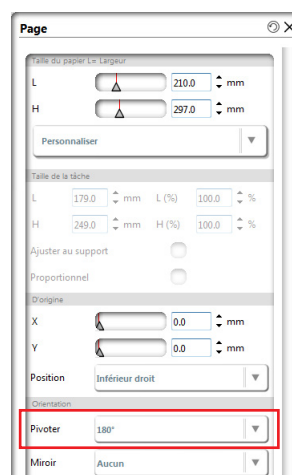 Page
Taille du papier L= Largeur
L 210.0 mm
H 297.0 mm
Personnaliser
Taille de la tâche
L 179.0 mm L (%) 100.0 %
H 249.0 mm H (%) 100.0 %
Ajuster au support
Proportionnel
D'origine
X 0.0 mm
Y 0.0 mm
Position Inférieur droit
Orientation
Pivoter 180°
Miroir Aucun